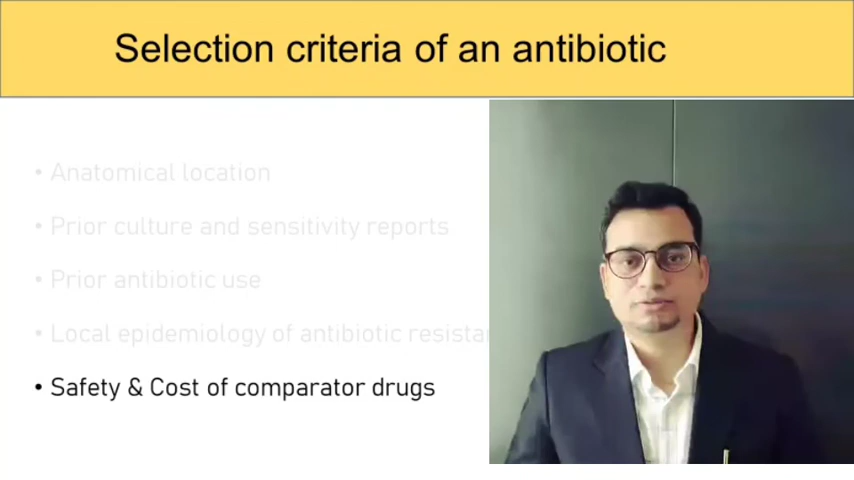 Selection criteria of an antibiotic
• Anatomical location
• Prior culture and sensitivity reports
• Prior antibiotic use
• Local epidemiology of antibiotic
• Safety & Cost of comparator drugs